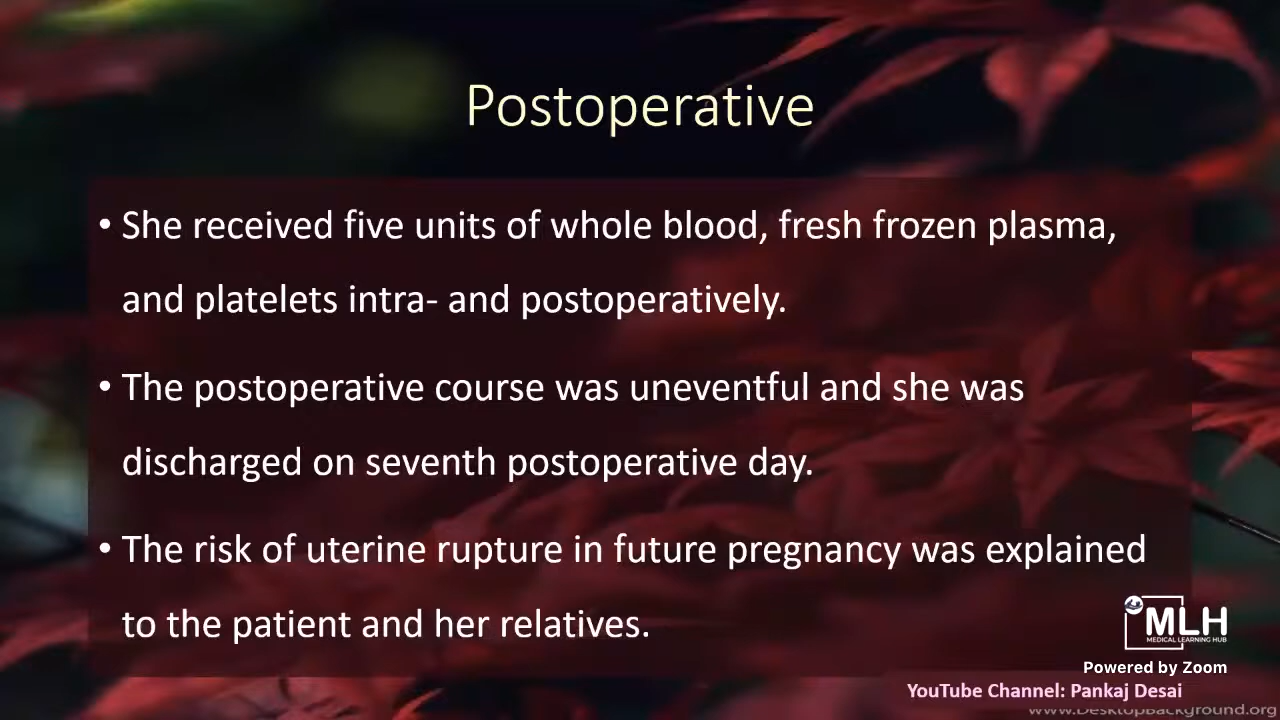 Postoperative
• She received five units of whole blood, fresh frozen plasma,
and platelets intra- and postoperatively.
• The postoperative course was uneventful and she was
discharged on seventh postoperative day.
• The risk of uterine rupture in future pregnancy was explained
to the patient and her relatives.
MLH
MEDICAL LEARNING HUB
Powered by Zoom
YouTube Channel: Pankaj Desai
www.DesktopBackground.org